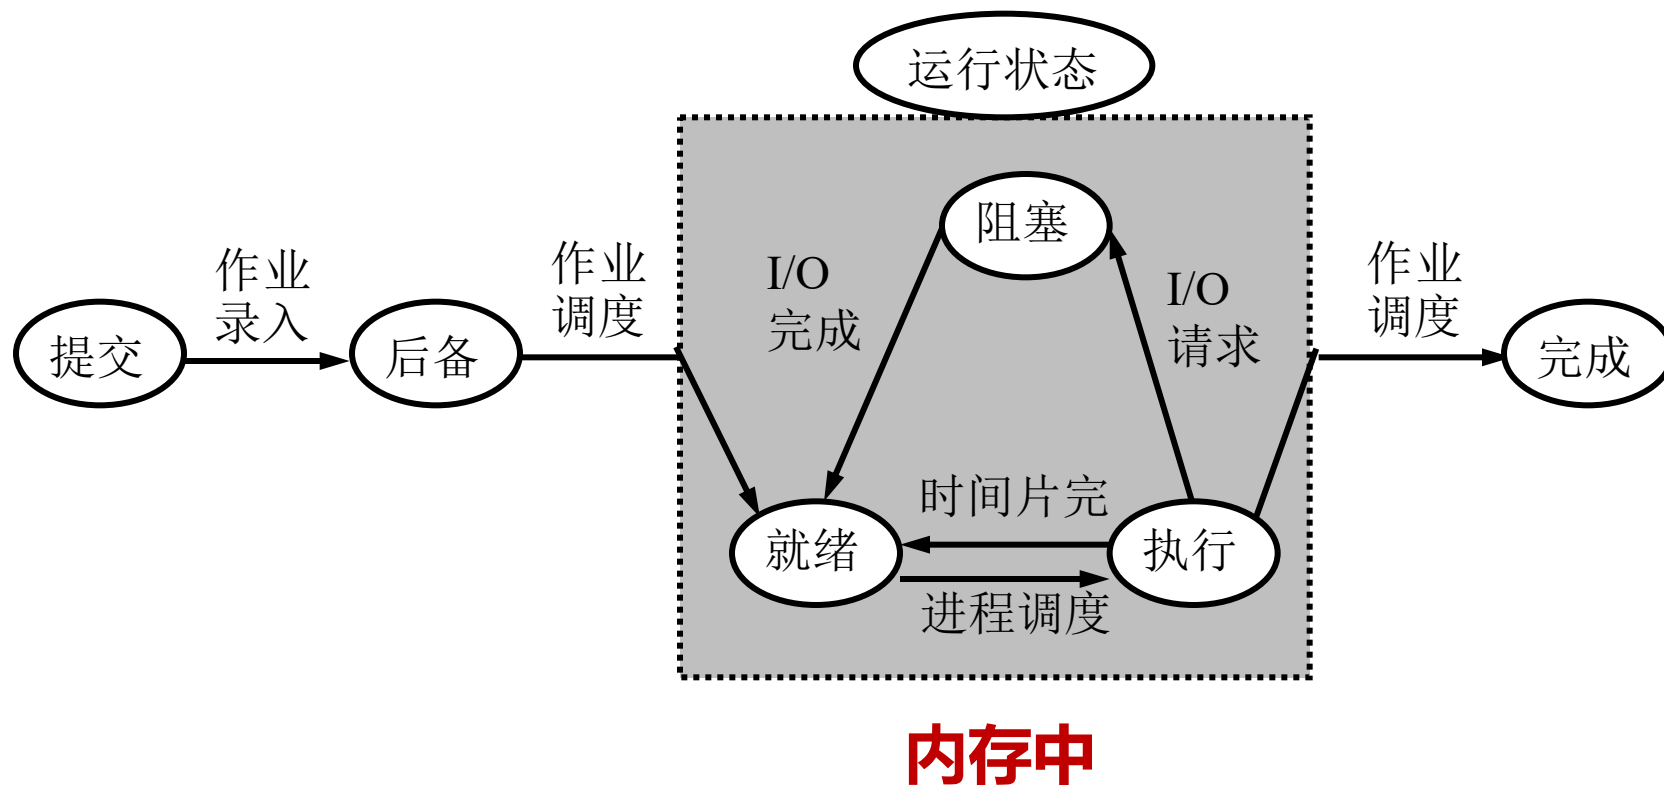 运行状态
阻塞
作业
录入
作业
调度
I/O
完成
I/O
请求
作业
调度
提交
后备
完成
时间片完
就绪
执行
进程调度
内存中